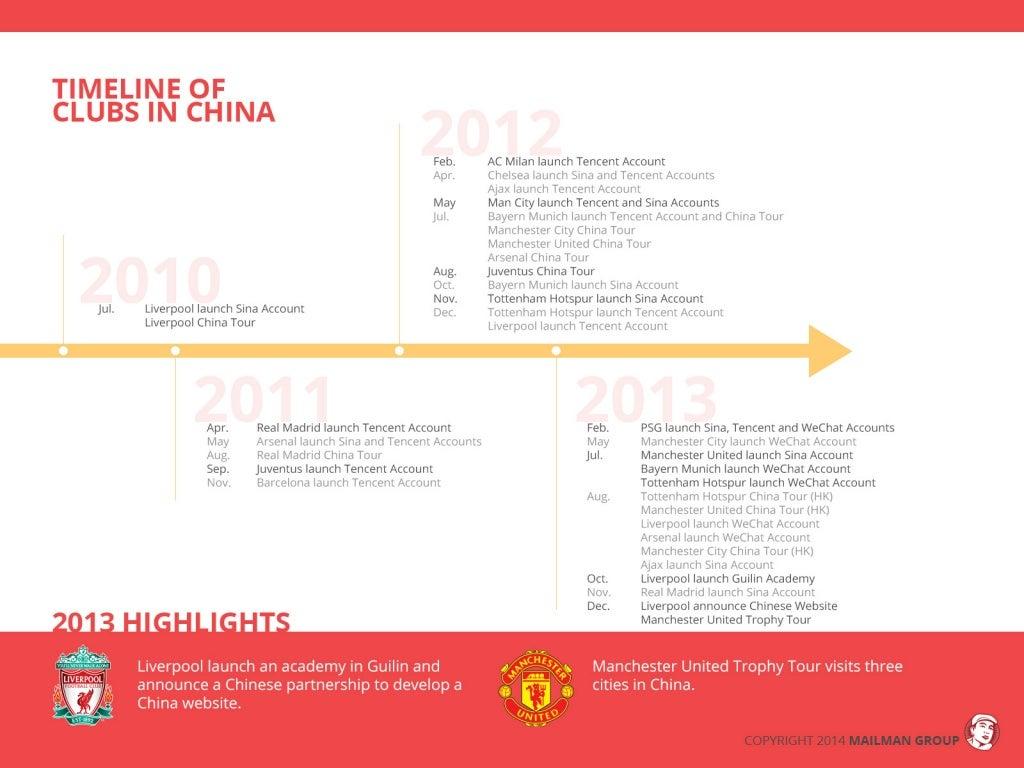 TIMELINE OF
CLUBS IN CHINA
2010
Jul. Liverpool launch Sina Account
Liverpool China Tour
2012
Feb. AC Milan launch Tencent Account
Apr. Chelsea launch Sina and Tencent Accounts
Ajax launch Tencent Account
May Man City launch Tencent and Sina Accounts
Jul. Bayern Munich launch Tencent Account and China Tour
Manchester City China Tour
Manchester United China Tour
Arsenal China Tour
Aug. Juventus China Tour
Oct. Bayern Munich launch Sina Account
Nov. Tottenham Hotspur launch Sina Account
Dec. Tottenham Hotspur launch Tencent Account
Liverpool launch Tencent Account
2011
Apr. Real Madrid launch Tencent Account
May Arsenal launch Sina and Tencent Accounts
Aug. Real Madrid China Tour
Sep. Juventus launch Tencent Account
Nov. Barcelona launch Tencent Account
2013
Feb. PSG launch Sina, Tencent and WeChat Accounts
May Manchester City launch WeChat Account
Jul. Manchester United launch Sina Account
Bayern Munich launch WeChat Account
Tottenham Hotspur launch WeChat Account
Aug. Tottenham Hotspur China Tour (HK)
Manchester United China Tour (HK)
Liverpool launch WeChat Account
Arsenal launch WeChat Account
Manchester City China Tour (HK)
Ajax launch Sina Account
Oct. Liverpool launch Guilin Academy
Nov. Real Madrid launch Sina Account
Dec. Liverpool announce Chinese Website
Manchester United Trophy Tour
2013 HIGHLIGHTS
YOU'LL NEVER WALK ALONE
LIVERPOOL
FOOTBALL CLUB
EST·1892
Liverpool launch an academy in Guilin and
announce a Chinese partnership to develop a
China website.
MANCHESTER
UNITED
Manchester United Trophy Tour visits three
cities in China.
COPYRIGHT 2014 MAILMAN GROUP